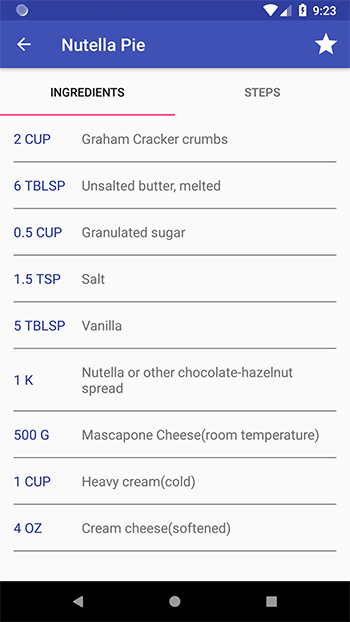 9:23
Nutella Pie
INGREDIENTS STEPS
2 CUP Graham Cracker crumbs
6 TBLSP Unsalted butter, melted
0.5 CUP Granulated sugar
1.5 TSP Salt
5 TBLSP Vanilla
1 K Nutella or other chocolate-hazelnut
spread
500 G Mascapone Cheese(room temperature)
1 CUP Heavy cream(cold)
4 OZ Cream cheese(softened)